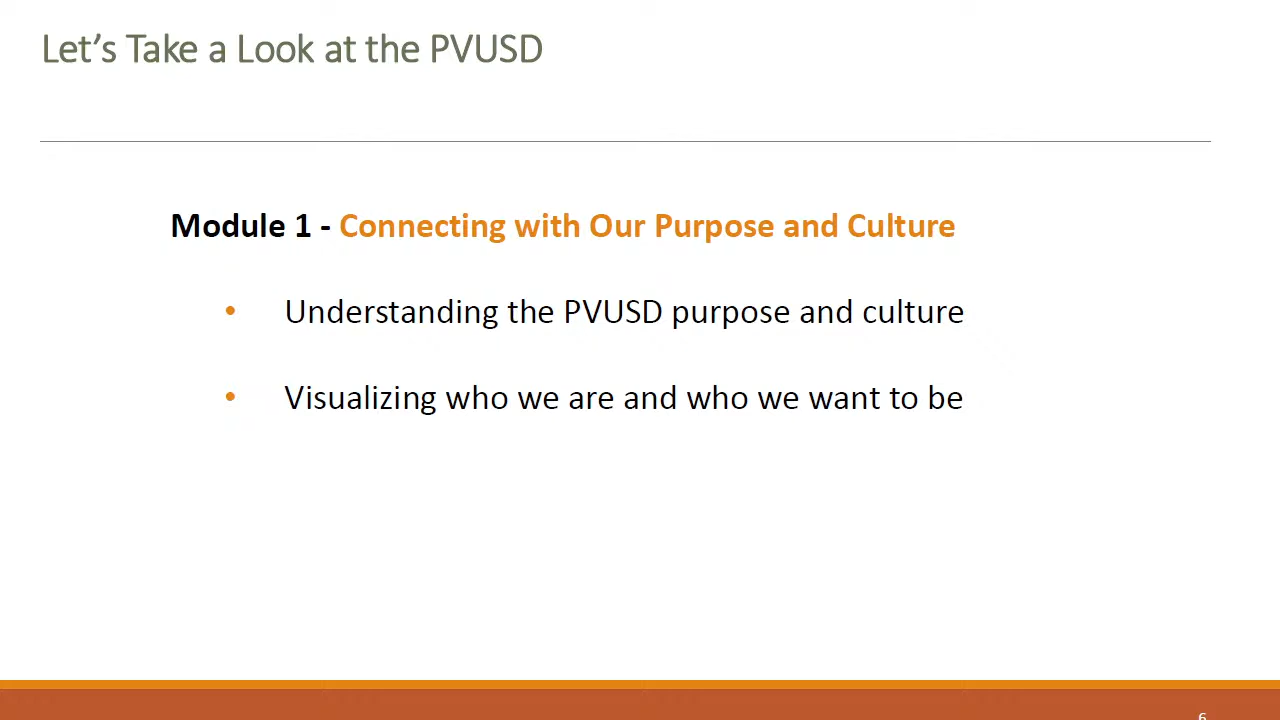 Let’s Take a Look at the PVUSD
Module 1 - Connecting with Our Purpose and Culture
• Understanding the PVUSD purpose and culture
• Visualizing who we are and who we want to be
6